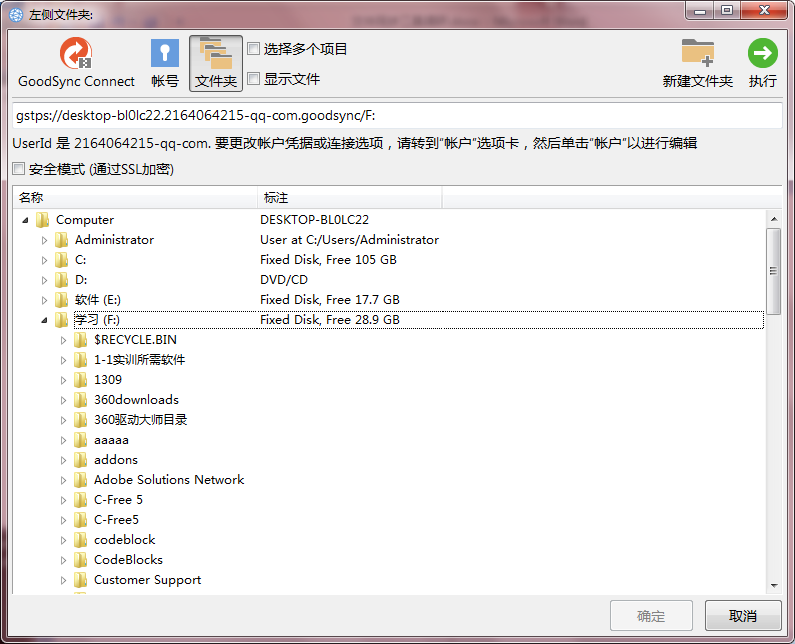 左侧文件夹:
GoodSync Connect
帐号
文件夹
选择多个项目
显示文件
新建文件夹
执行
gstps://desktop-bl0lc22.2164064215-qq-com.goodsync/F:
UserId 是 2164064215-qq-com. 要更改帐户凭据或连接选项，请转到“帐户”选项卡，然后单击“帐户”以进行编辑
安全模式 (通过SSL加密)
名称 标注
Computer DESKTOP-BL0LC22
Administrator User at C:/Users/Administrator
C: Fixed Disk, Free 105 GB
D: DVD/CD
软件 (E:) Fixed Disk, Free 17.7 GB
学习 (F:) Fixed Disk, Free 28.9 GB
$RECYCLE.BIN
1-1实训所需软件
1309
360downloads
360驱动大师目录
aaaaa
addons
Adobe Solutions Network
C-Free 5
C-Free5
codeblock
CodeBlocks
Customer Support
确定
取消